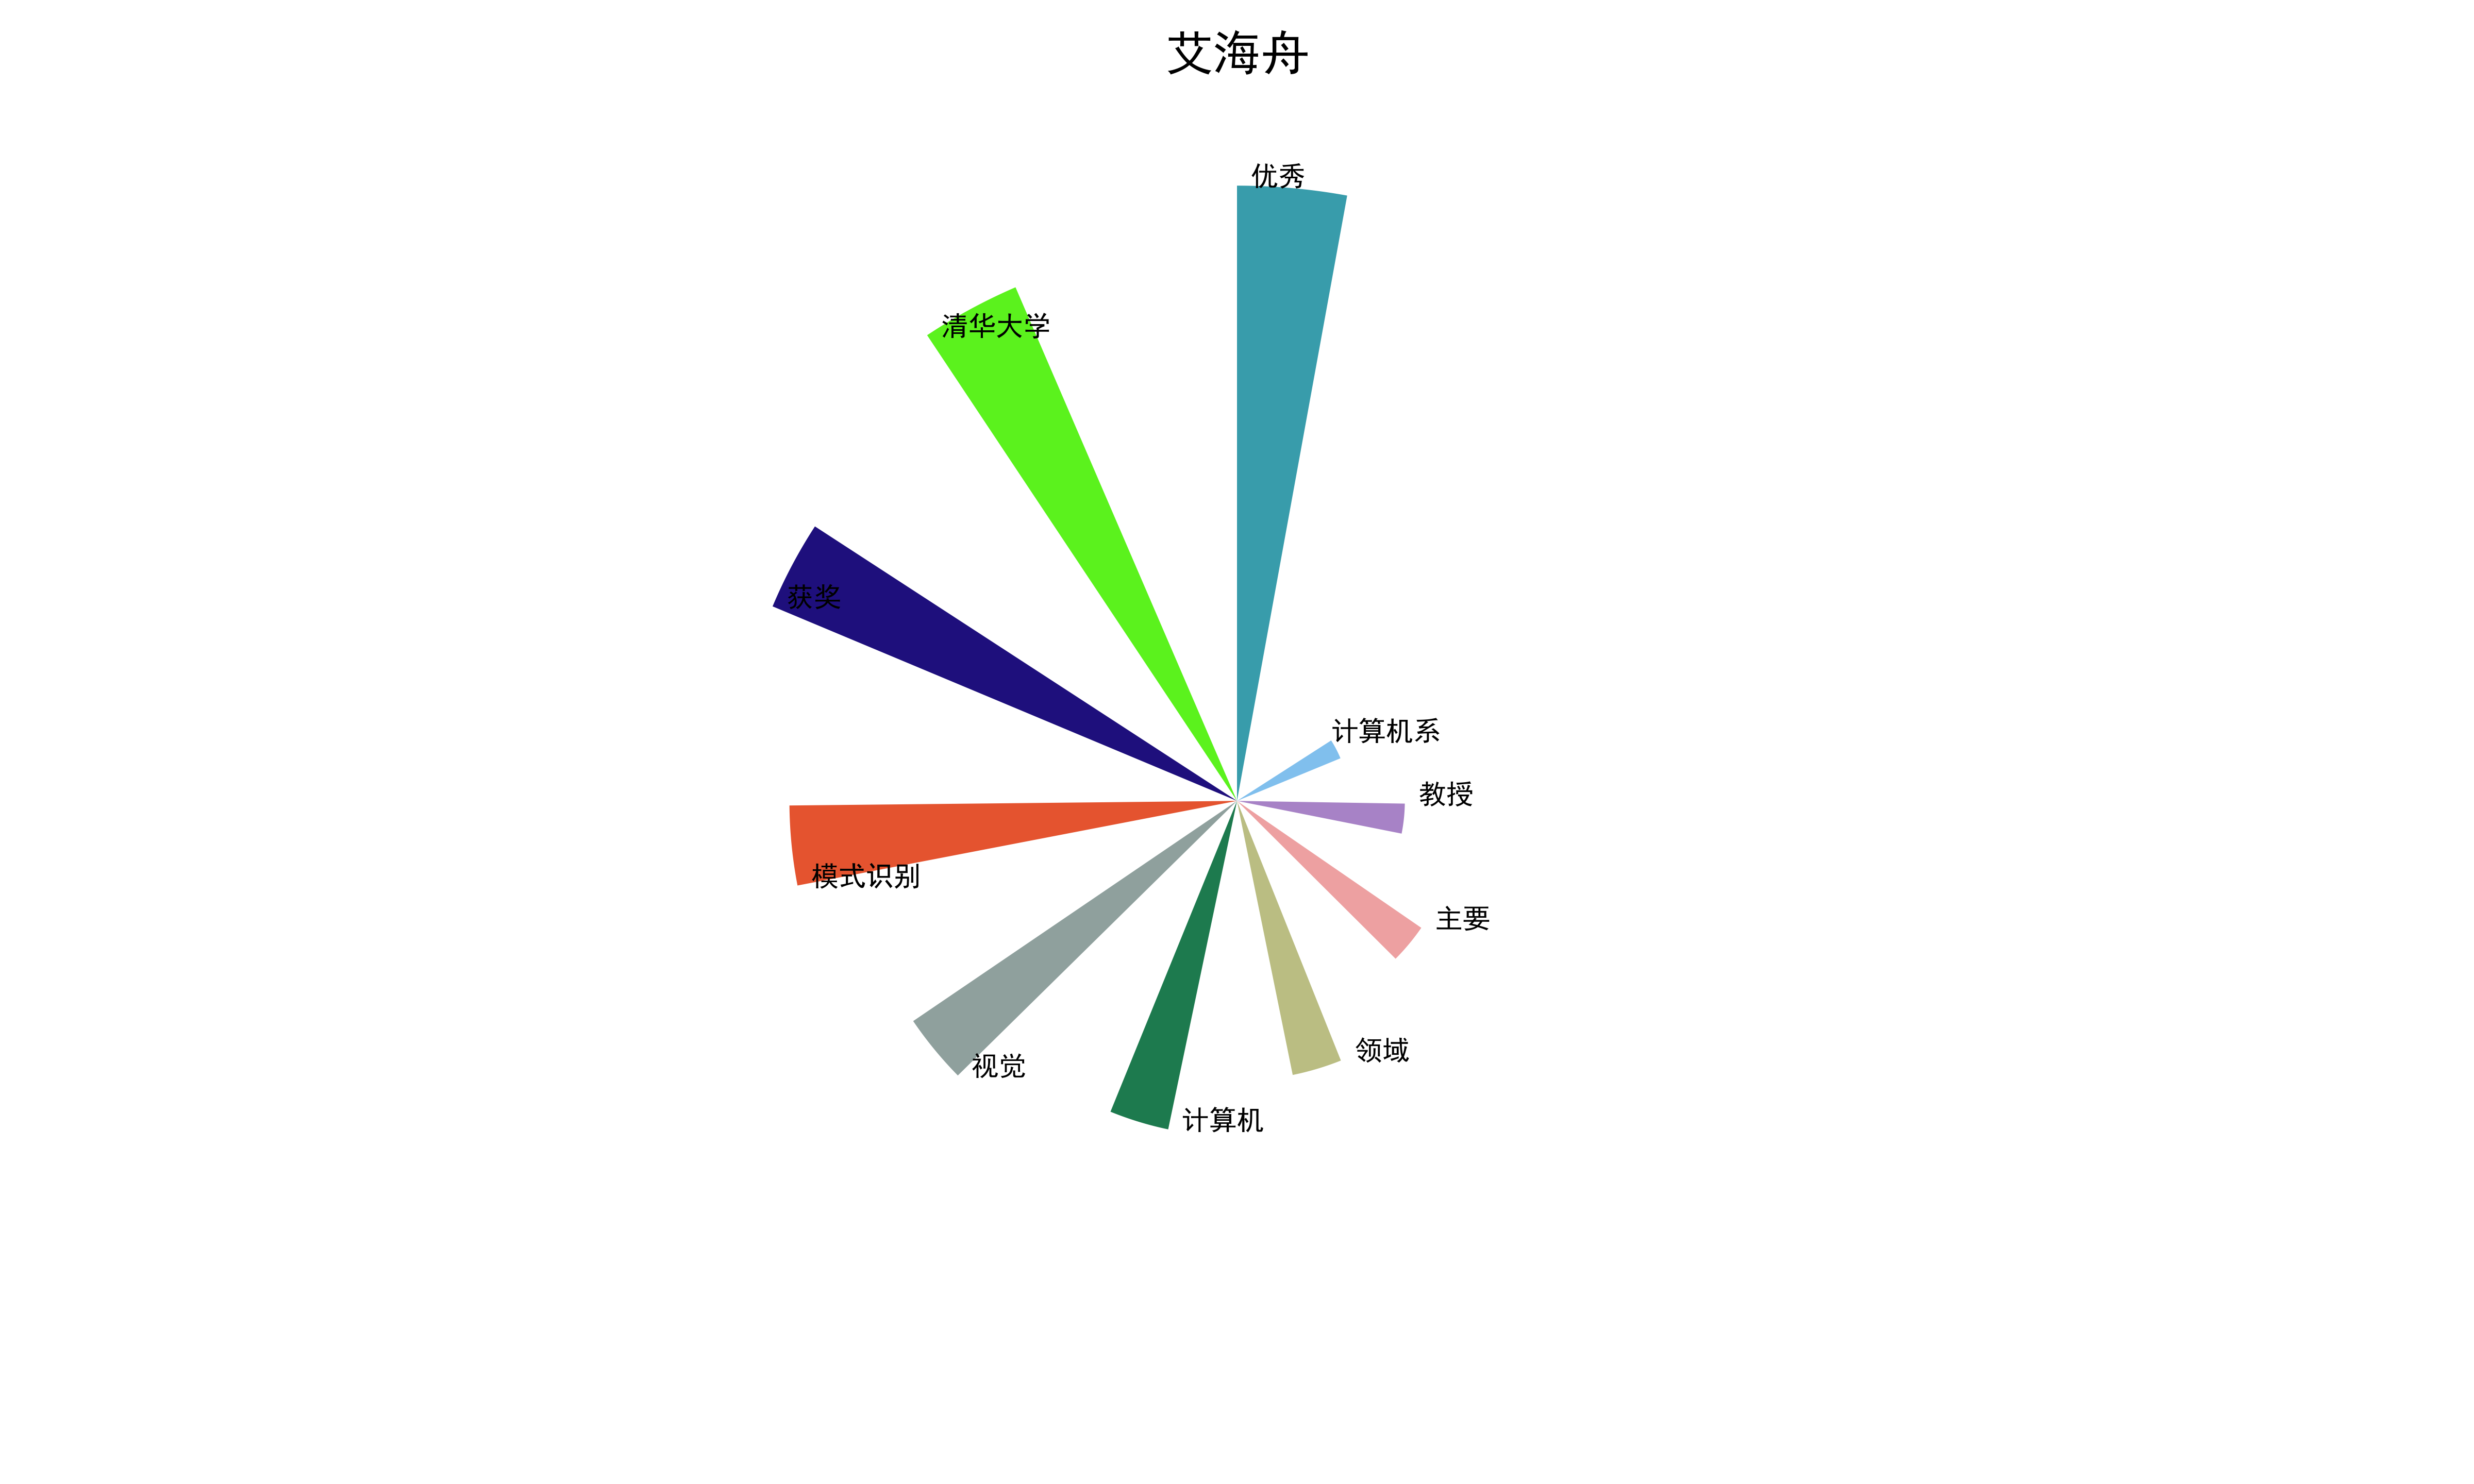 艾海舟
优秀
清华大学
获奖
计算机系
教授
模式识别
主要
领域
视觉
计算机